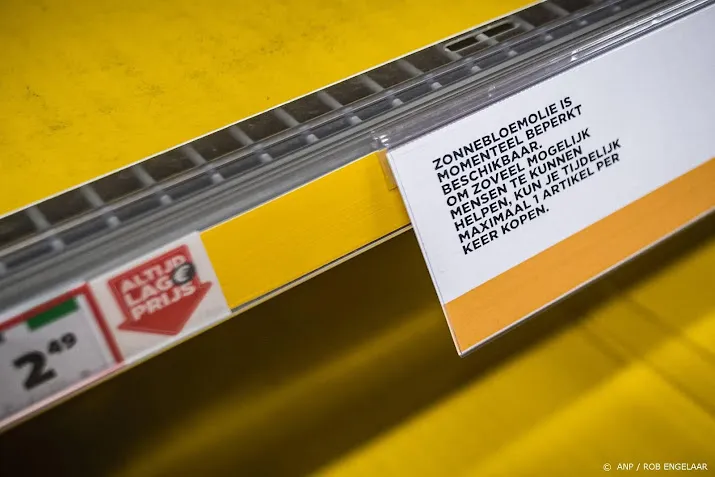 ZONNEBLOEMOLIE IS
MOMENTEEL BEPERKT
BESCHIKBAAR.
OM ZOVEEL MOGELIJK
MENSEN TE KUNNEN
HELPEN, KUN JE TIJDELIJK
MAXIMAAL 1 ARTIKEL PER
KEER KOPEN.
ALTIJD
LAGE
PRIJS
€
2 49
© ANP / ROB ENGELAAR